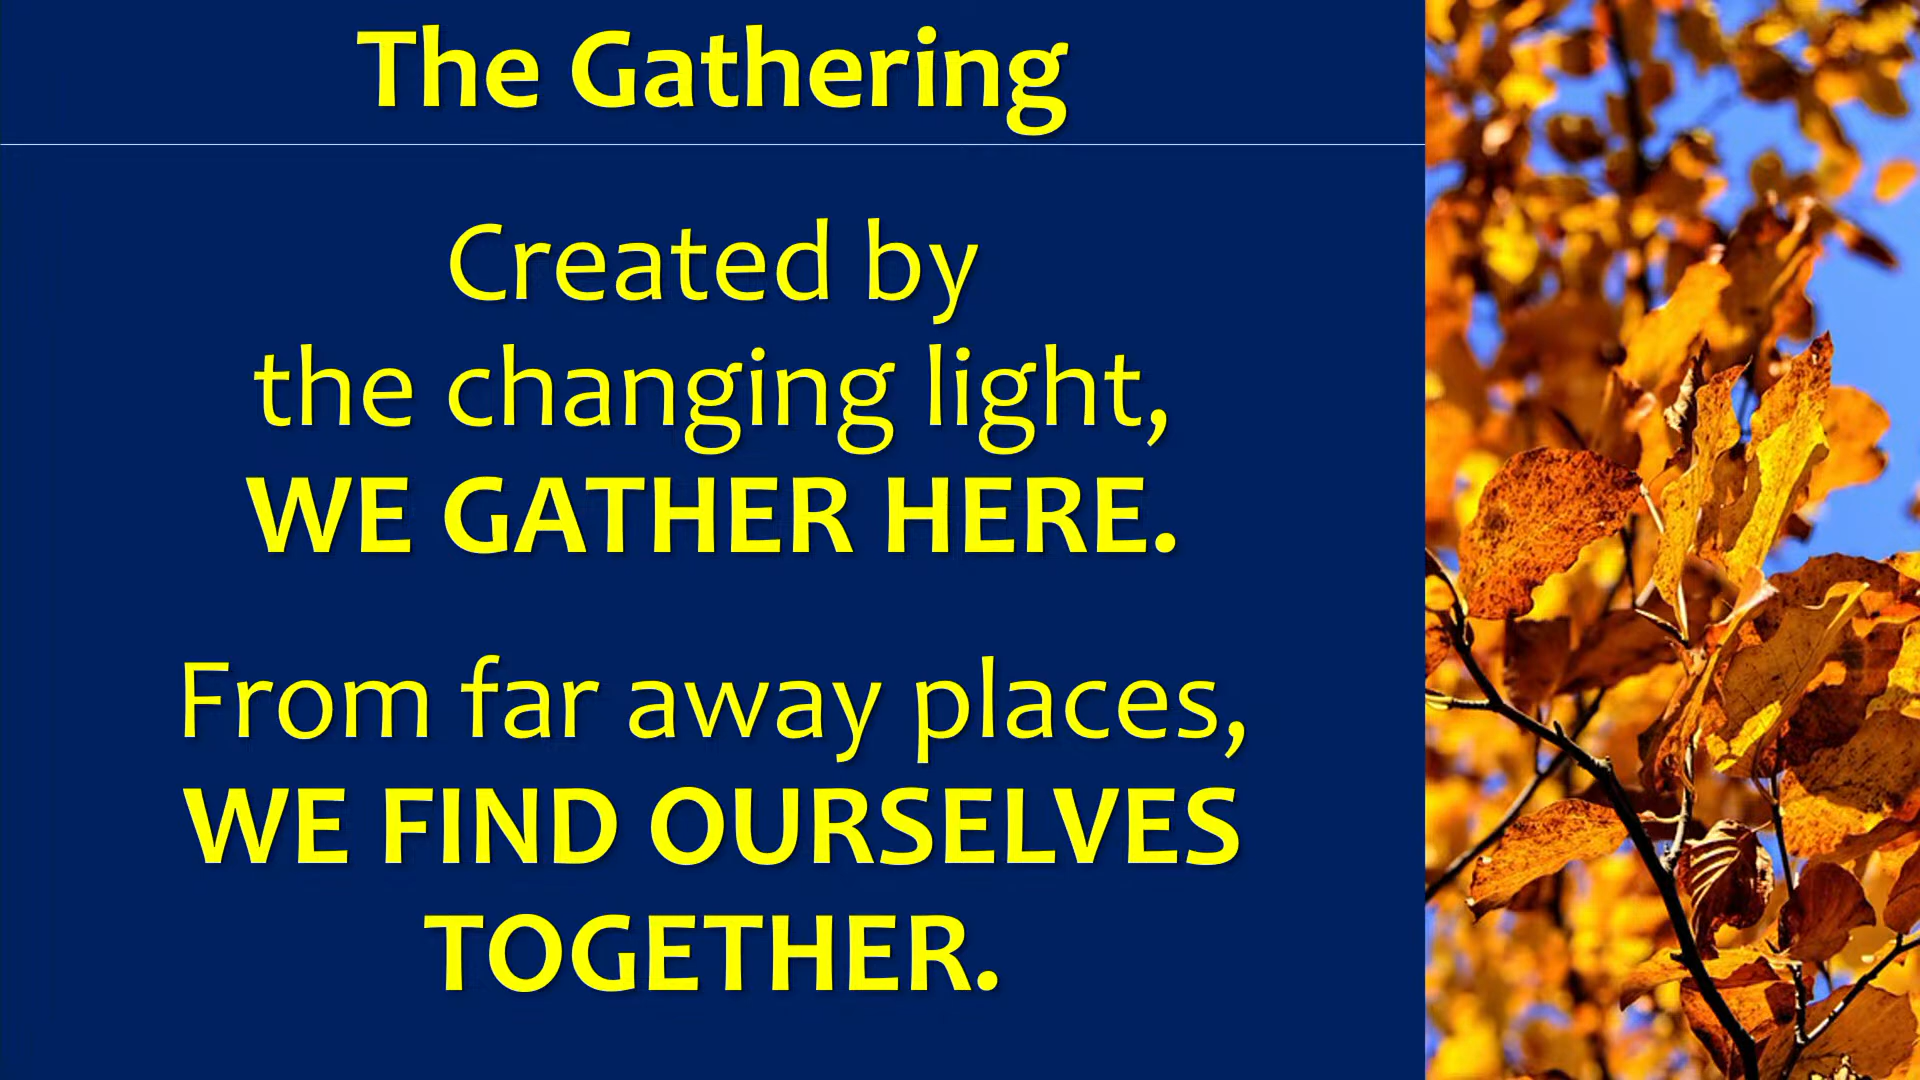 The Gathering
Created by
the changing light,
WE GATHER HERE.
From far away places,
WE FIND OURSELVES
TOGETHER.